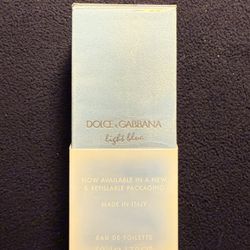 DOLCE & GABBANA
light blue
NOW AVAILABLE IN A NEW
& REFILLABLE PACKAGING
MADE IN ITALY
EAU DE TOILETTE